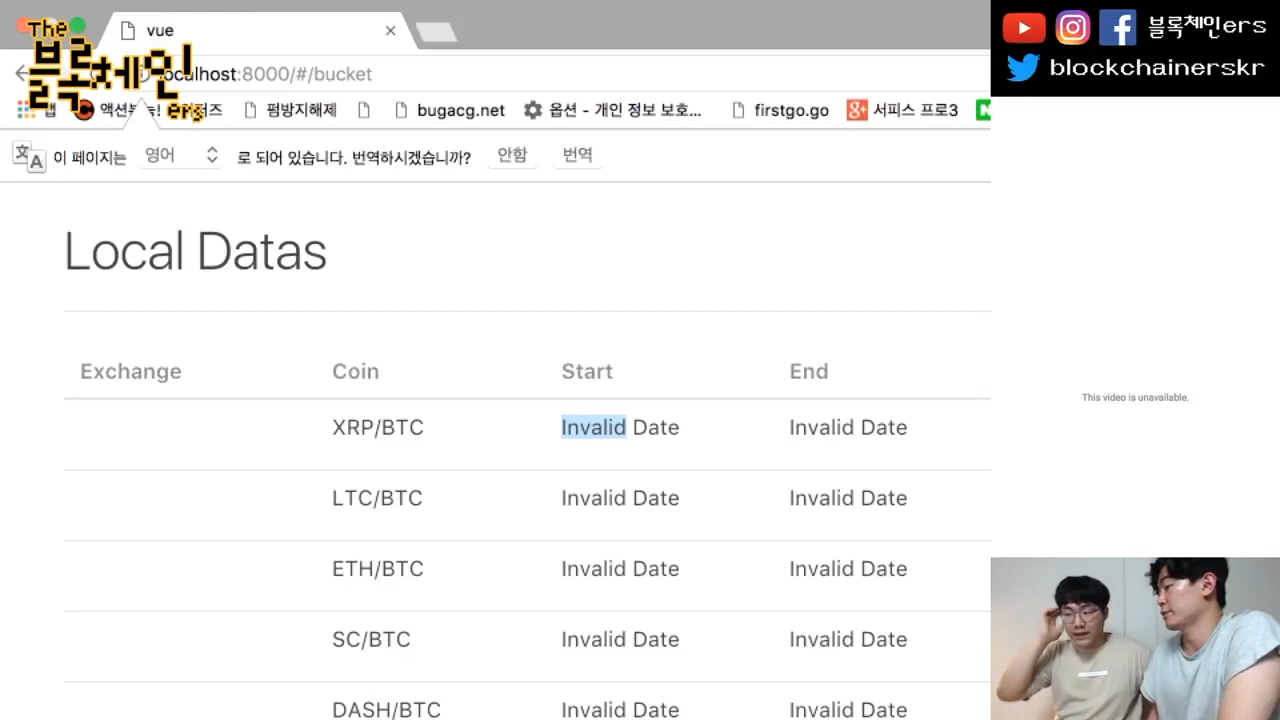 vue
The
블록체인
ers
localhost:8000/#/bucket
펌방지해제
bugacg.net
옵션 - 개인 정보 보호...
firstgo.go
서피스 프로3
이 페이지는
영어
로 되어 있습니다. 번역하시겠습니까?
안함
번역
Local Datas
Exchange
Coin
Start
End
XRP/BTC
Invalid Date
Invalid Date
LTC/BTC
Invalid Date
Invalid Date
ETH/BTC
Invalid Date
Invalid Date
SC/BTC
Invalid Date
Invalid Date
DASH/BTC
Invalid Date
Invalid Date
블록체인ers
blockchainerskr
This video is unavailable.